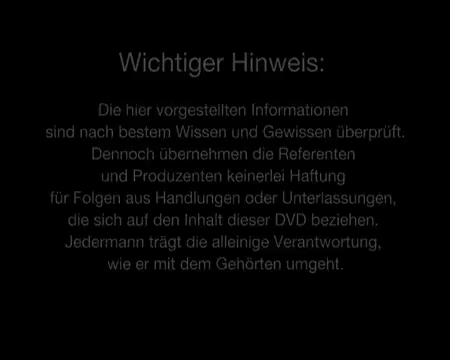 Wichtiger Hinweis:
Die hier vorgestellten Informationen
sind nach bestem Wissen und Gewissen überprüft.
Dennoch übernehmen die Referenten
und Produzenten keinerlei Haftung
für Folgen aus Handlungen oder Unterlassungen,
die sich auf den Inhalt dieser DVD beziehen.
Jedermann trägt die alleinige Verantwortung,
wie er mit dem Gehörten umgeht.